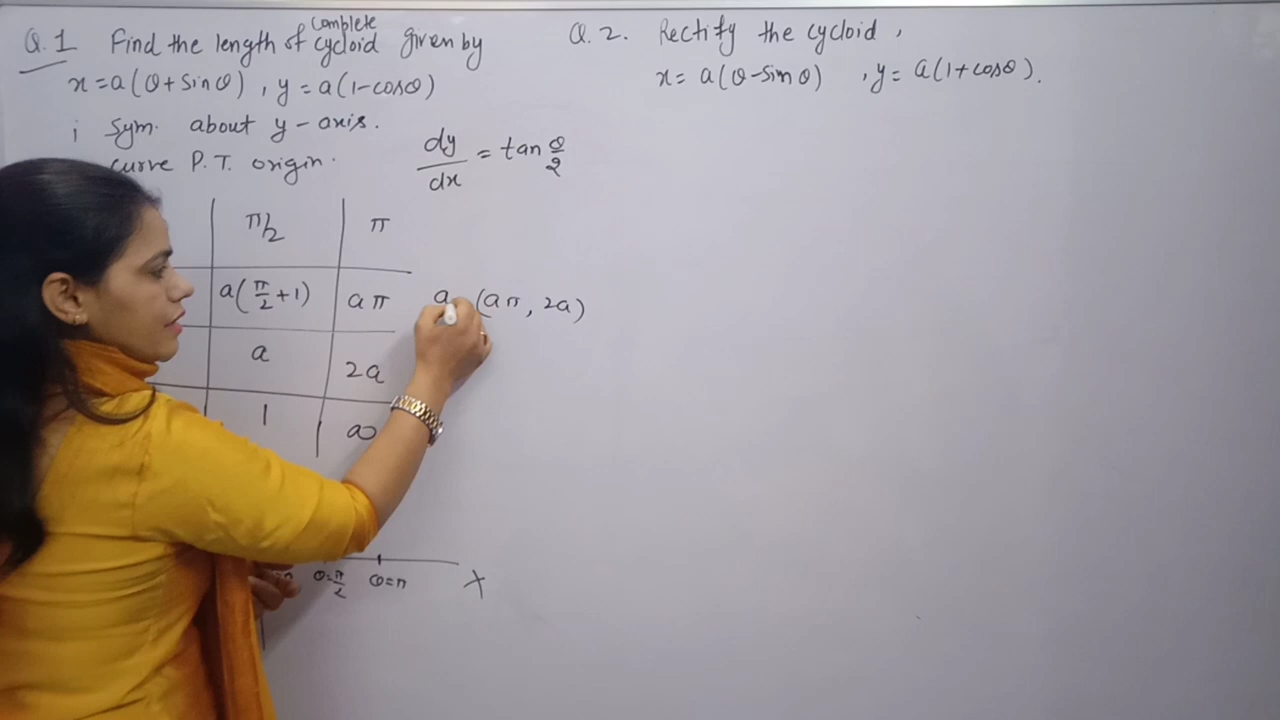 Q.1 Find the length of complete cycloid given by
x = a(θ + sinθ), y = a(1-cosθ)
i Sym. about y-axis.
curve P.T. origin.
dy/dx = tan θ/2
π/2 π
a(π/2 + 1) aπ a (aπ, 2a)
a 2a
1 ∞
θ=π/2 θ=π X
Q.2. Rectify the cycloid,
x = a(θ-sinθ) , y = a(1+cosθ).